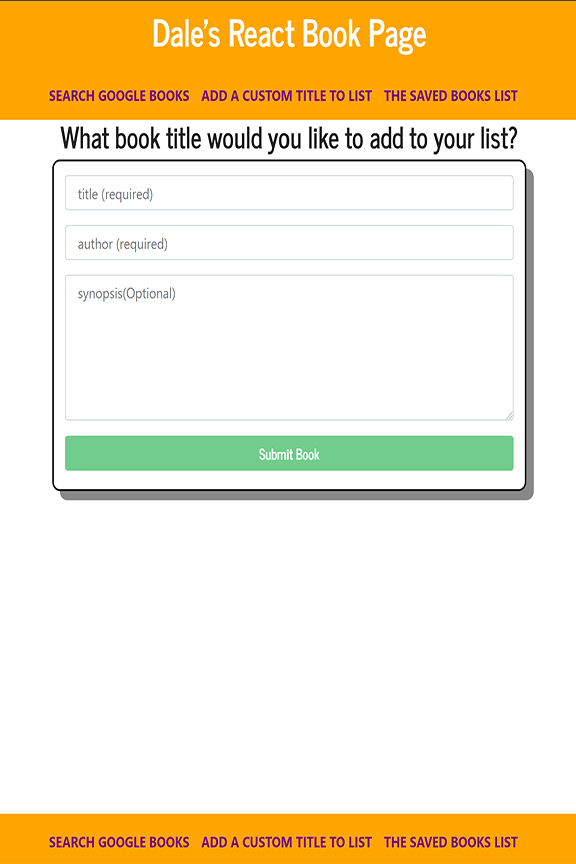 Dale's React Book Page
SEARCH GOOGLE BOOKS ADD A CUSTOM TITLE TO LIST THE SAVED BOOKS LIST
What book title would you like to add to your list?
title (required)
author (required)
synopsis(Optional)
Submit Book
SEARCH GOOGLE BOOKS ADD A CUSTOM TITLE TO LIST THE SAVED BOOKS LIST